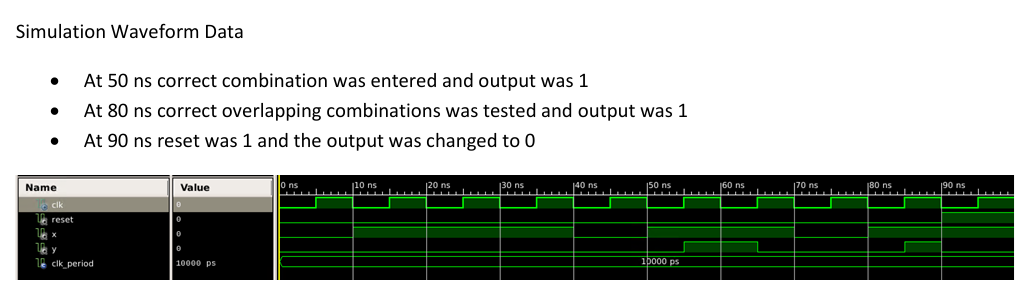 Simulation Waveform Data
• At 50 ns correct combination was entered and output was 1
• At 80 ns correct overlapping combinations was tested and output was 1
• At 90 ns reset was 1 and the output was changed to 0
Name Value 0 ns 10 ns 20 ns 30 ns 40 ns 50 ns 60 ns 70 ns 80 ns 90 ns
clk 0
reset 0
x 0
y 0
clk_period 10000 ps 10000 ps